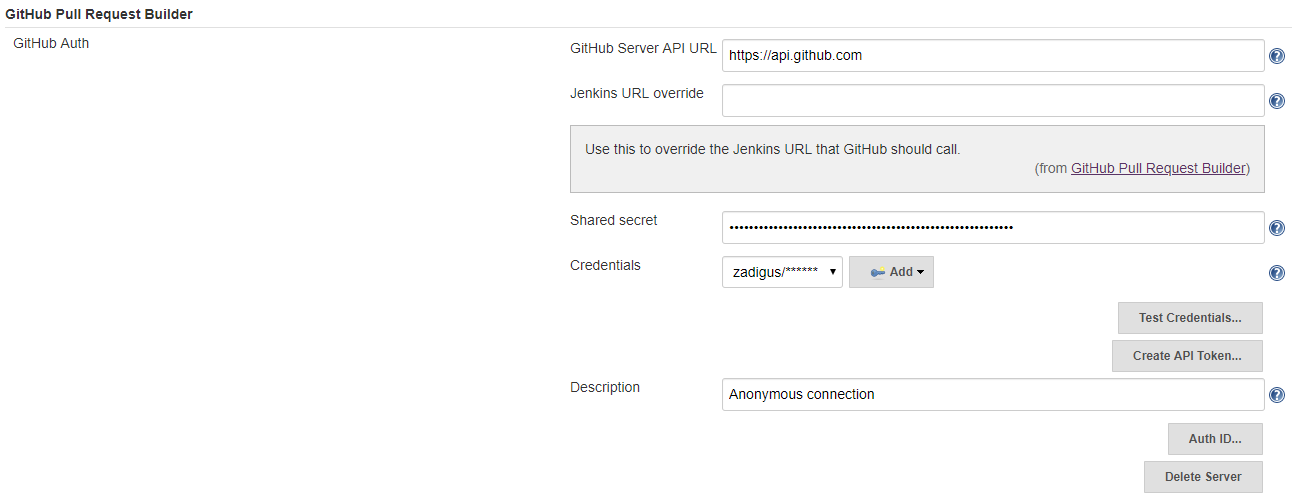 GitHub Pull Request Builder
GitHub Auth
GitHub Server API URL
https://api.github.com
Jenkins URL override
Use this to override the Jenkins URL that GitHub should call.
(from GitHub Pull Request Builder)
Shared secret
••••••••••••••••••••••••••••••••••••••••••••••••••••••••••
Credentials
zadigus/******
Add
Test Credentials...
Create API Token...
Description
Anonymous connection
Auth ID...
Delete Server